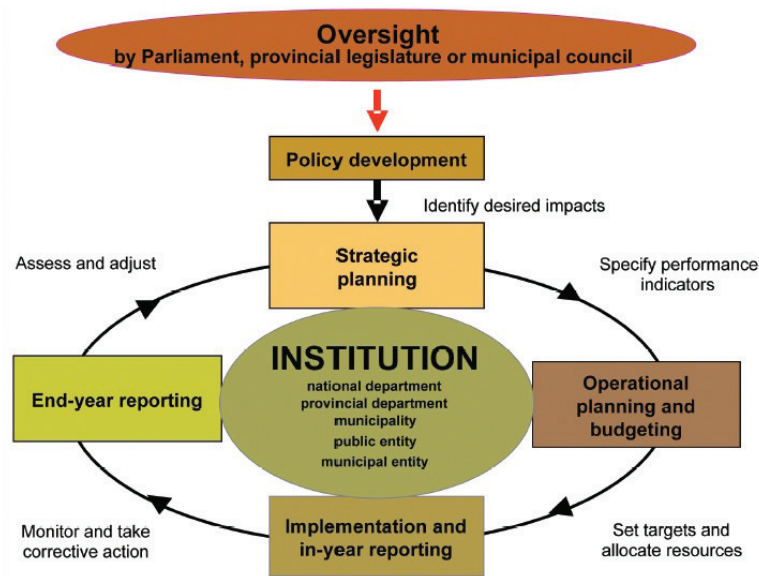 Oversight
by Parliament, provincial legislature or municipal council
Policy development
Identify desired impacts
Strategic
planning
Assess and adjust
Specify performance
indicators
INSTITUTION
national department
provincial department
municipality
public entity
municipal entity
End-year reporting
Operational
planning and
budgeting
Monitor and take
corrective action
Implementation and
in-year reporting
Set targets and
allocate resources